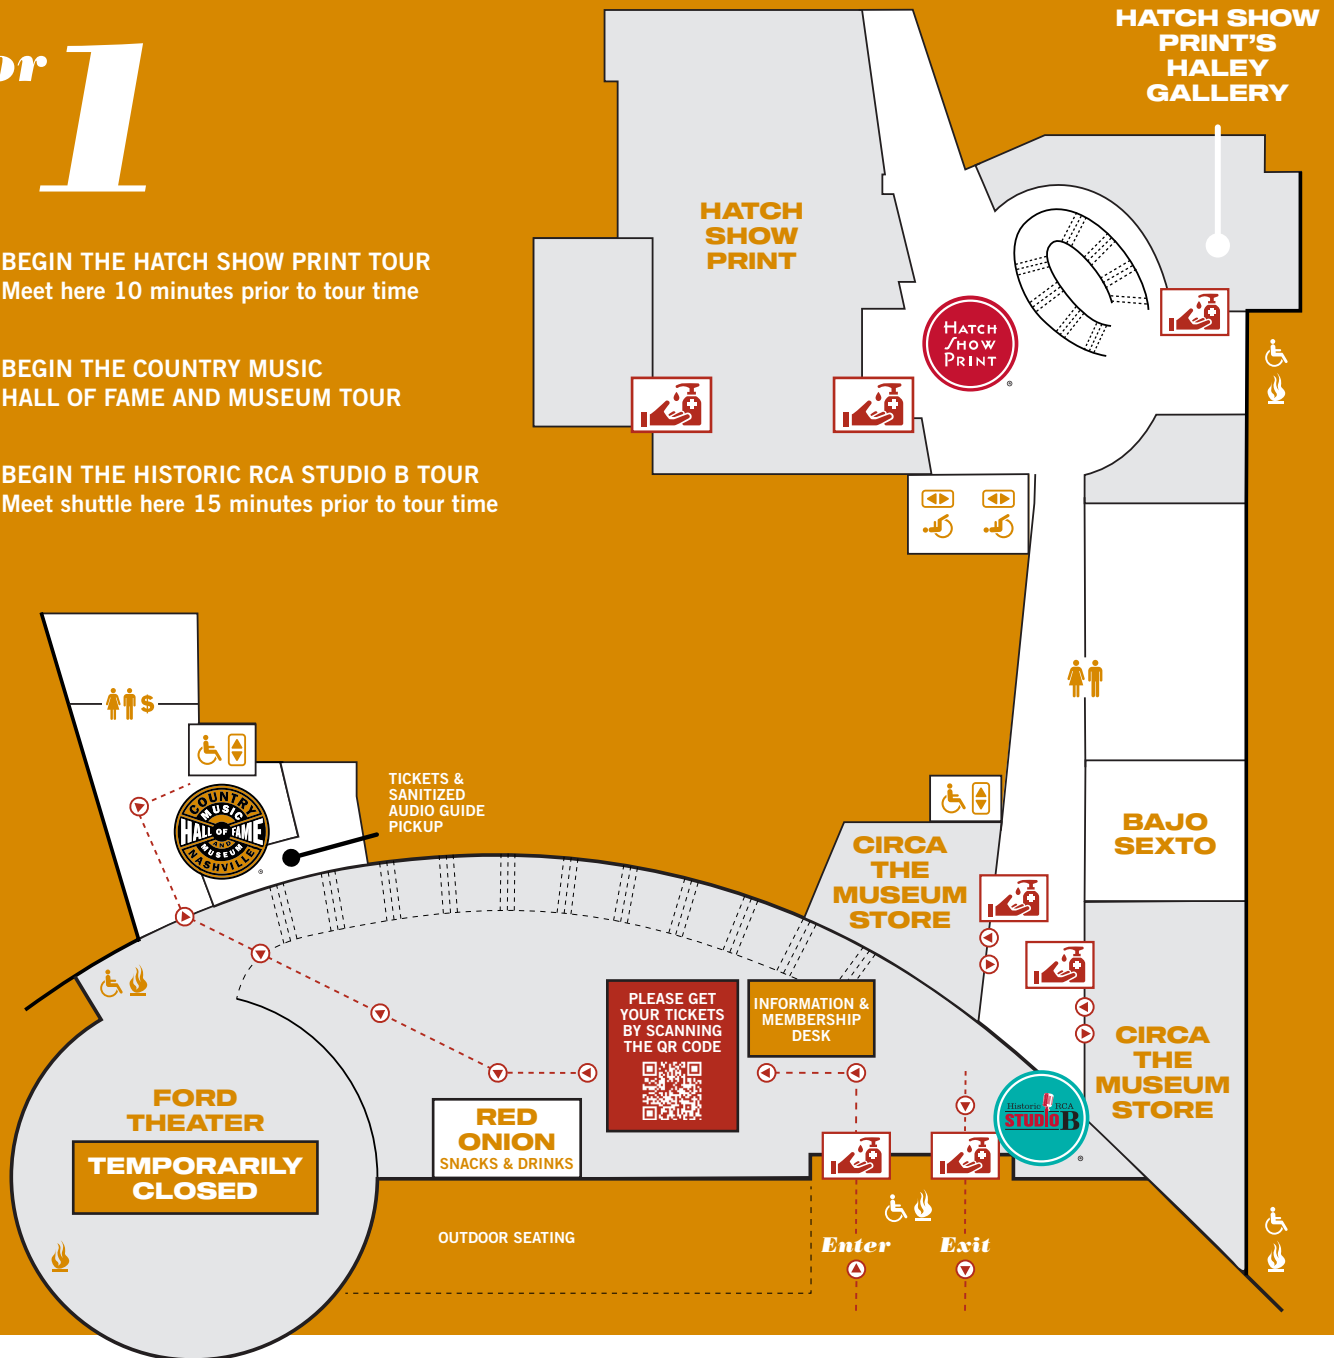 or 1
HATCH SHOW
PRINT'S
HALEY
GALLERY
HATCH
SHOW
PRINT
BEGIN THE HATCH SHOW PRINT TOUR
Meet here 10 minutes prior to tour time
BEGIN THE COUNTRY MUSIC
HALL OF FAME AND MUSEUM TOUR
BEGIN THE HISTORIC RCA STUDIO B TOUR
Meet shuttle here 15 minutes prior to tour time
HATCH
SHOW
PRINT
®
$
TICKETS &
SANITIZED
AUDIO GUIDE
PICKUP
COUNTRY
MUSIC
HALL OF FAME
AND
MUSEUM
NASHVILLE
®
BAJO
SEXTO
CIRCA
THE
MUSEUM
STORE
PLEASE GET
YOUR TICKETS
BY SCANNING
THE QR CODE
INFORMATION &
MEMBERSHIP
DESK
CIRCA
THE
MUSEUM
STORE
Historic RCA
STUDIO B
®
FORD
THEATER
TEMPORARILY
CLOSED
RED
ONION
SNACKS & DRINKS
OUTDOOR SEATING
Enter
Exit